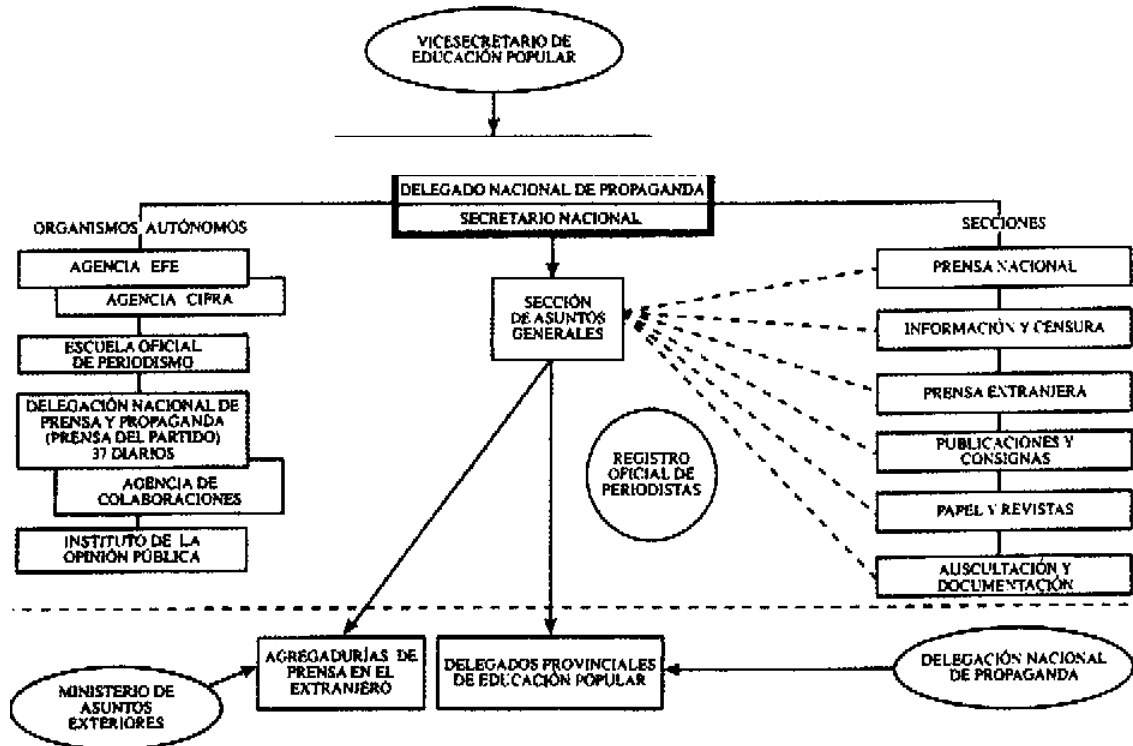 VICESECRETARIO DE
EDUCACIÓN POPULAR
DELEGADO NACIONAL DE PROPAGANDA
SECRETARIO NACIONAL
ORGANISMOS AUTÓNOMOS
AGENCIA EFE
AGENCIA CIFRA
ESCUELA OFICIAL
DE PERIODISMO
DELEGACIÓN NACIONAL DE
PRENSA Y PROPAGANDA
(PRENSA DEL PARTIDO)
37 DIARIOS
AGENCIA DE
COLABORACIONES
INSTITUTO DE LA
OPINIÓN PÚBLICA
SECCIÓN
DE ASUNTOS
GENERALES
REGISTRO
OFICIAL DE
PERIODISTAS
SECCIONES
PRENSA NACIONAL
INFORMACIÓN Y CENSURA
PRENSA EXTRANJERA
PUBLICACIONES Y
CONSIGNAS
PAPEL Y REVISTAS
AUSCULTACIÓN Y
DOCUMENTACIÓN
MINISTERIO DE
ASUNTOS
EXTERIORES
AGREGADURÍAS DE
PRENSA EN EL
EXTRANJERO
DELEGADOS PROVINCIALES
DE EDUCACIÓN POPULAR
DELEGACIÓN NACIONAL
DE PROPAGANDA